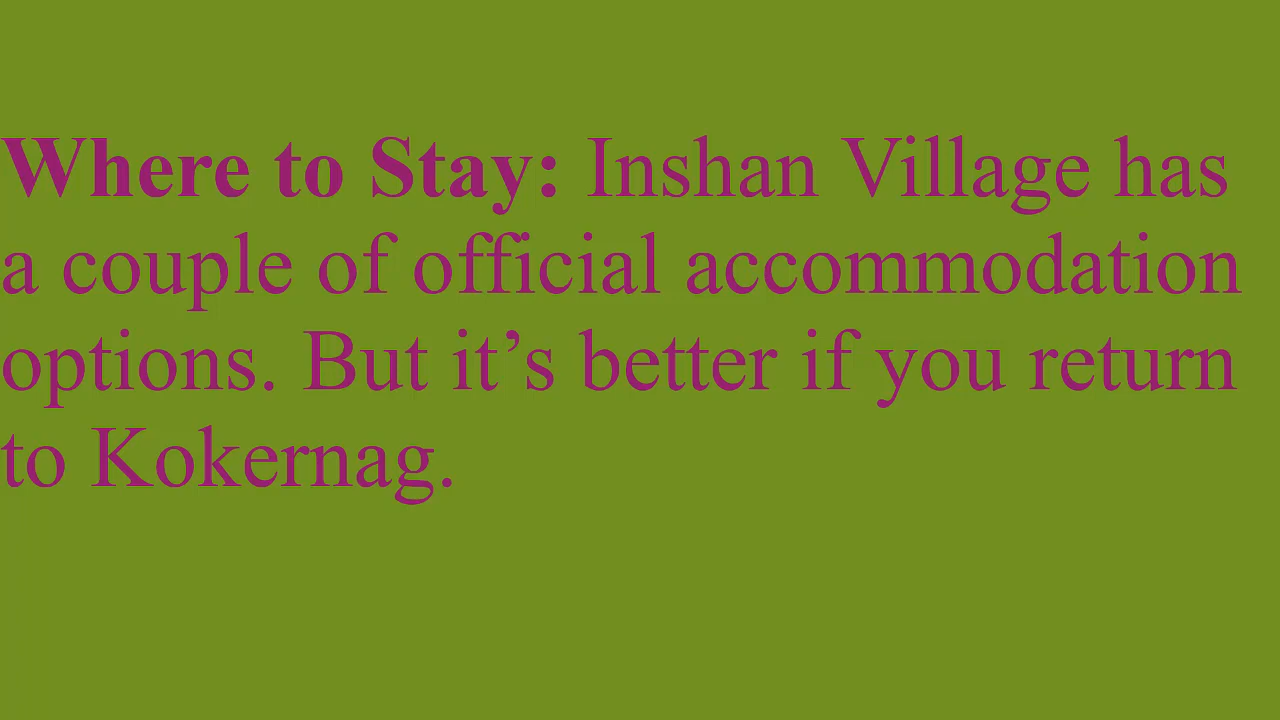 Where to Stay: Inshan Village has
a couple of official accommodation
options. But it’s better if you return
to Kokernag.